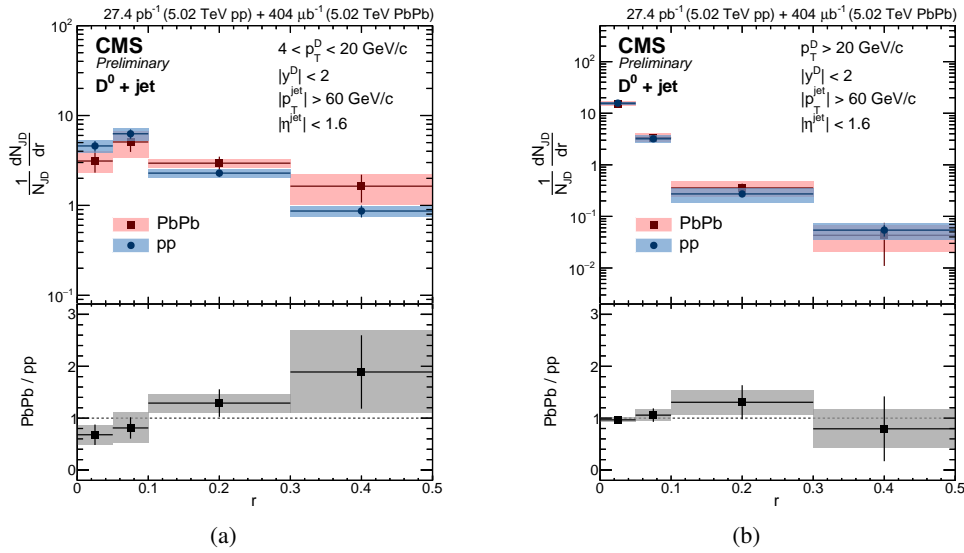 27.4 pb⁻¹ (5.02 TeV pp) + 404 μb⁻¹ (5.02 TeV PbPb)
CMS
Preliminary
D⁰ + jet
4 < p_T^D < 20 GeV/c
|y^D| < 2
|p_T^jet| > 60 GeV/c
|η^jet| < 1.6
1/N_JD dN_JD/dr
10²
10
1
10⁻¹
PbPb
pp
PbPb / pp
3
2
1
0
0 0.1 0.2 0.3 0.4 0.5
r
(a)
27.4 pb⁻¹ (5.02 TeV pp) + 404 μb⁻¹ (5.02 TeV PbPb)
CMS
Preliminary
D⁰ + jet
p_T^D > 20 GeV/c
|y^D| < 2
|p_T^jet| > 60 GeV/c
|η^jet| < 1.6
1/N_JD dN_JD/dr
10²
10
1
10⁻¹
10⁻²
PbPb
pp
PbPb / pp
3
2
1
0
0 0.1 0.2 0.3 0.4 0.5
r
(b)